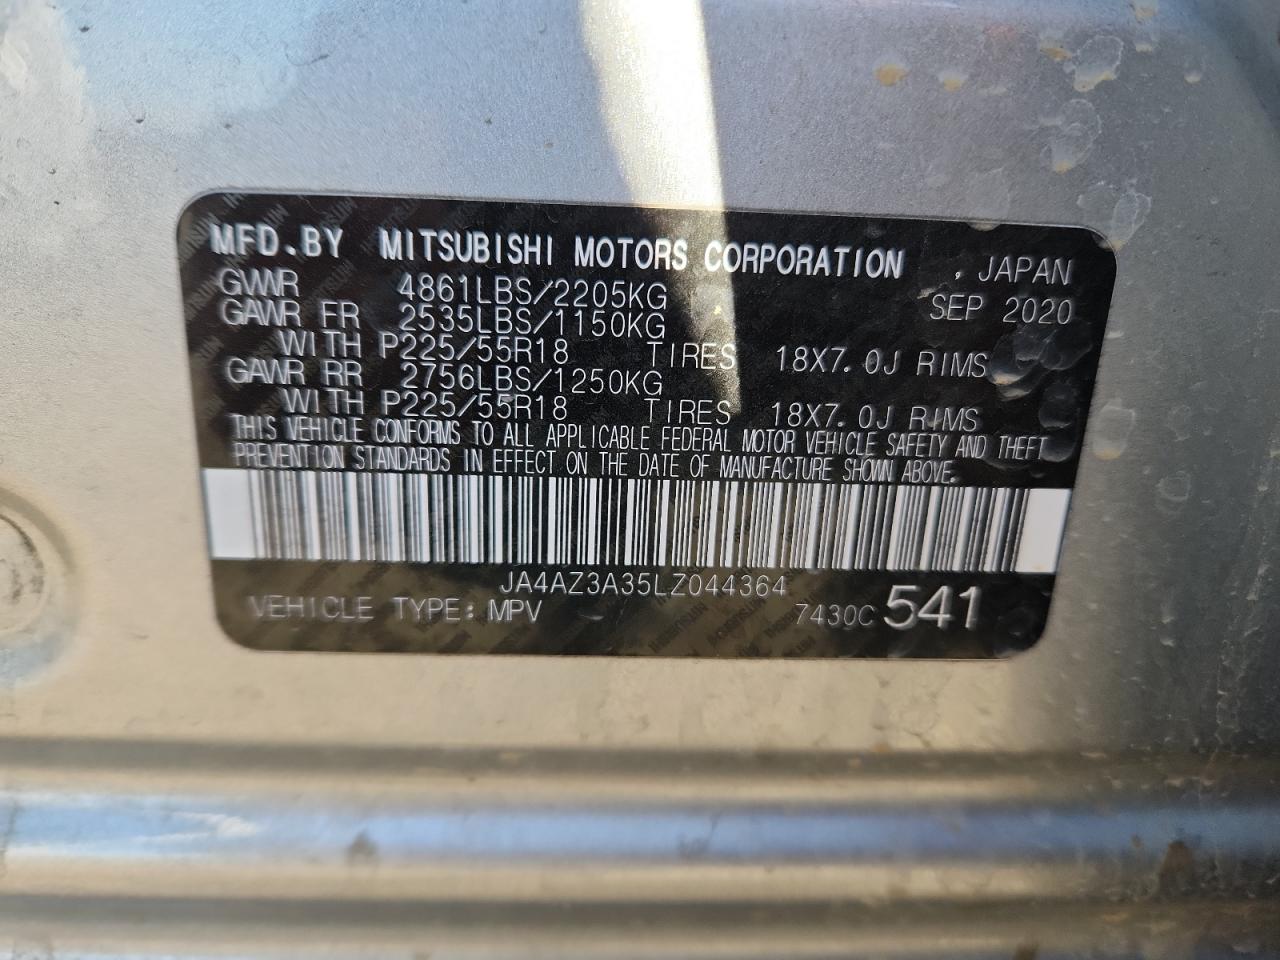 MFD.BY MITSUBISHI MOTORS CORPORATION , JAPAN
GVWR 4861LBS/2205KG SEP 2020
GAWR FR 2535LBS/1150KG
WITH P225/55R18 TIRES 18X7.0J RIMS
GAWR RR 2756LBS/1250KG
WITH P225/55R18 TIRES 18X7.0J RIMS
THIS VEHICLE CONFORMS TO ALL APPLICABLE FEDERAL MOTOR VEHICLE SAFETY AND THEFT
PREVENTION STANDARDS IN EFFECT ON THE DATE OF MANUFACTURE SHOWN ABOVE.
JA4AZ3A35LZ044364
VEHICLE TYPE: MPV 7430C 541